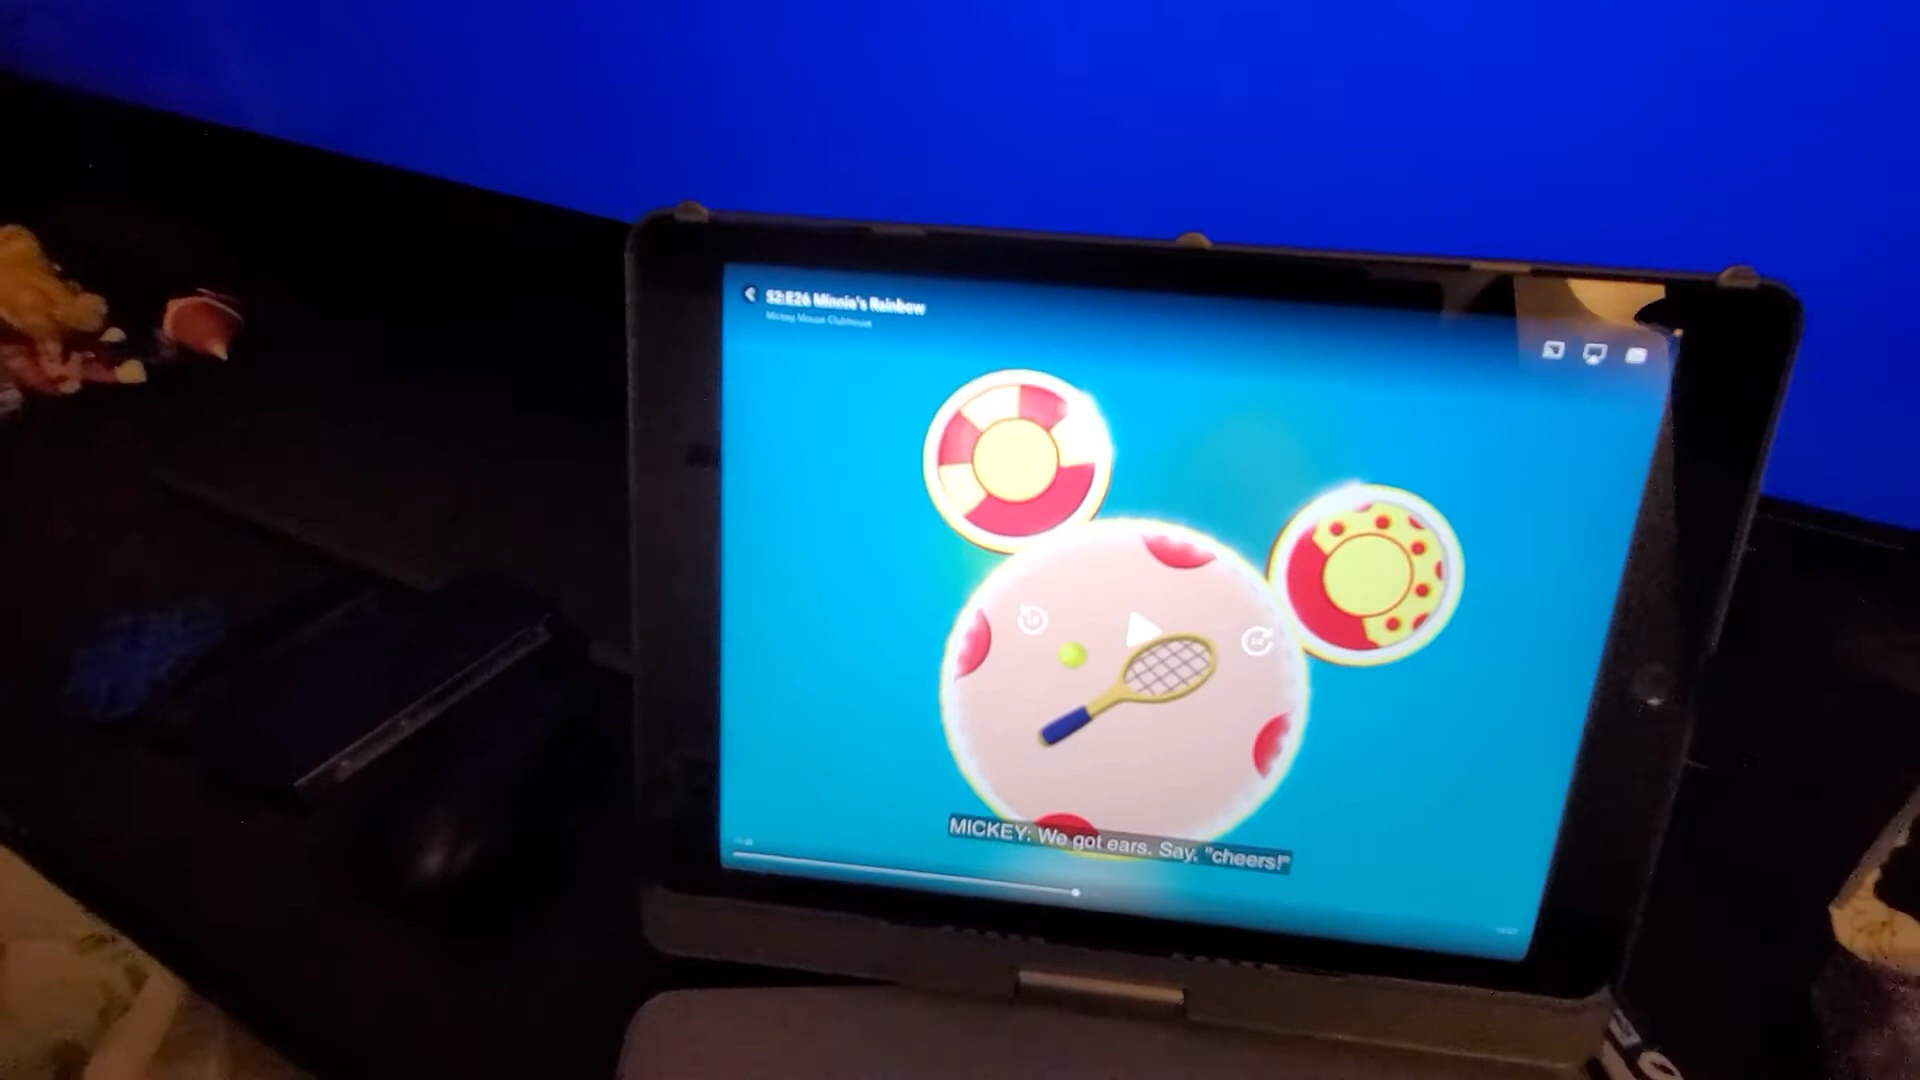 S2:E26 Minnie's Rainbow
Mickey Mouse Clubhouse
MICKEY: We got ears. Say, "cheers!"